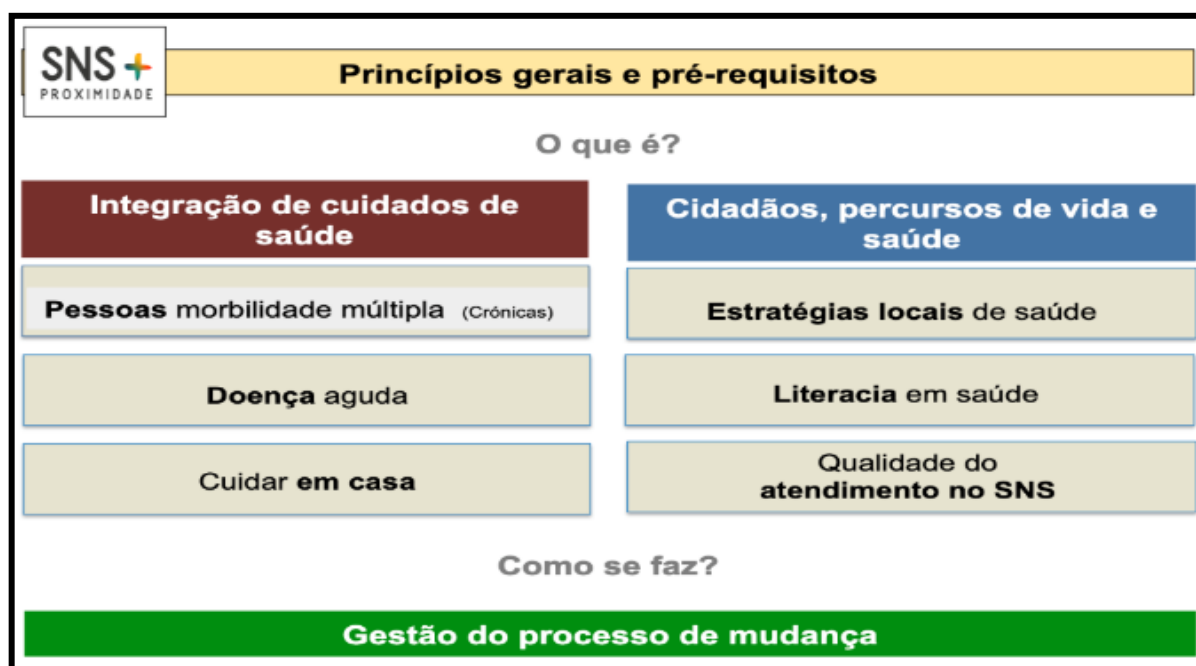 SNS +
PROXIMIDADE
Princípios gerais e pré-requisitos
O que é?
Integração de cuidados de
saúde
Pessoas morbilidade múltipla (Crónicas)
Doença aguda
Cuidar em casa
Cidadãos, percursos de vida e
saúde
Estratégias locais de saúde
Literacia em saúde
Qualidade do
atendimento no SNS
Como se faz?
Gestão do processo de mudança